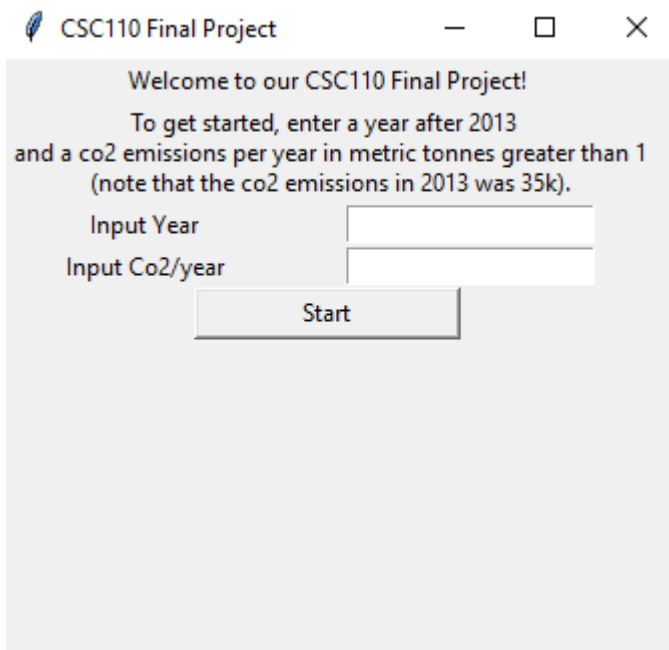 CSC110 Final Project
Welcome to our CSC110 Final Project!
To get started, enter a year after 2013
and a co2 emissions per year in metric tonnes greater than 1
(note that the co2 emissions in 2013 was 35k).
Input Year
Input Co2/year
Start